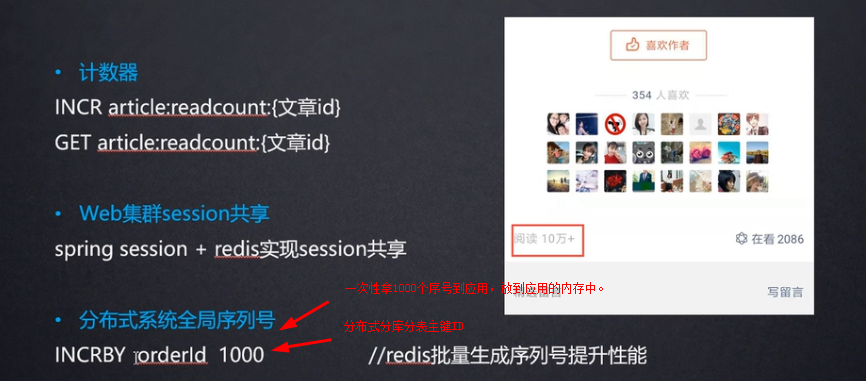 • 计数器
INCR article:readcount:{文章id}
GET article:readcount:{文章id}
• Web集群session共享
spring session + redis实现session共享
• 分布式系统全局序列号
INCRBY orderId 1000 //redis批量生成序列号提升性能
一次性拿1000个序号到应用，放到应用的内存中。
分布式分库分表主键ID
喜欢作者
354 人喜欢
阅读 10万+
在看 2086
写留言